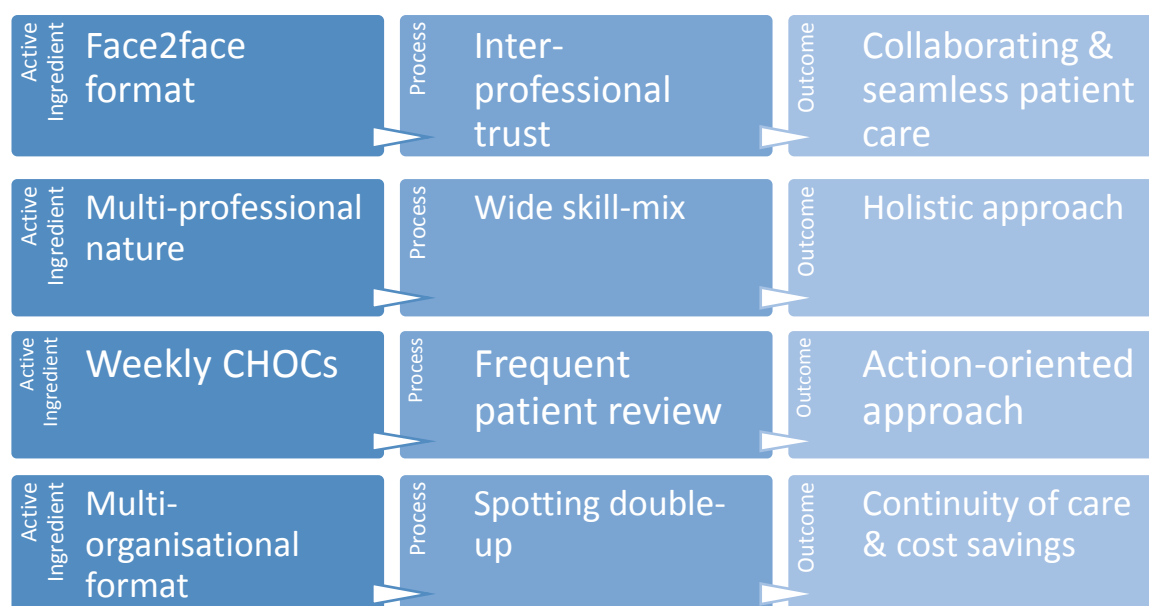 Active
Ingredient
Face2face
format
Process
Inter-
professional
trust
Outcome
Collaborating &
seamless patient
care
Active
Ingredient
Multi-professional
nature
Process
Wide skill-mix
Outcome
Holistic approach
Active
Ingredient
Weekly CHOCs
Process
Frequent
patient review
Outcome
Action-oriented
approach
Active
Ingredient
Multi-
organisational
format
Process
Spotting double-
up
Outcome
Continuity of care
& cost savings